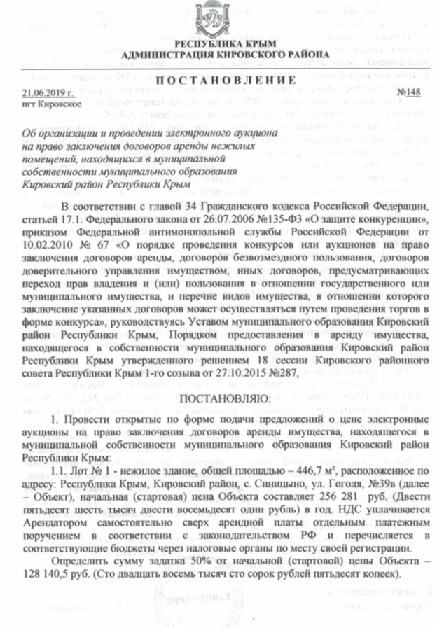 РЕСПУБЛИКА КРЫМ
АДМИНИСТРАЦИЯ КИРОВСКОГО РАЙОНА
ПОСТАНОВЛЕНИЕ
21.06.2019 г. №148
пгт Кировское
Об организации и проведении электронного аукциона
на право заключения договоров аренды нежилых
помещений, находящихся в муниципальной
собственности муниципального образования
Кировский район Республики Крым
В соответствии с главой 34 Гражданского кодекса Российской Федерации,
статьей 17.1. Федерального закона от 26.07.2006 №135-ФЗ «О защите конкуренции»,
приказом Федеральной антимонопольной службы Российской Федерации от
10.02.2010 № 67 «О порядке проведения конкурсов или аукционов на право
заключения договоров аренды, договоров безвозмездного пользования, договоров
доверительного управления имуществом, иных договоров, предусматривающих
переход прав владения и (или) пользования в отношении государственного или
муниципального имущества, и перечне видов имущества, в отношении которого
заключение указанных договоров может осуществляться путем проведения торгов в
форме конкурса», руководствуясь Уставом муниципального образования Кировский
район Республики Крым, Порядком предоставления в аренду имущества,
находящегося в собственности муниципального образования Кировский район
Республики Крым утвержденного решением 18 сессии Кировского районного
совета Республики Крым 1-го созыва от 27.10.2015 №287,
ПОСТАНОВЛЯЮ:
1. Провести открытые по форме подачи предложений о цене электронные
аукционы на право заключения договоров аренды имущества, находящегося в
муниципальной собственности муниципального образования Кировский район
Республики Крым:
1.1. Лот № 1 - нежилое здание, общей площадью – 446,7 м², расположенное по
адресу: Республика Крым, Кировский район, с. Синицыно, ул. Гоголя, №39в (далее
– Объект), начальная (стартовая) цена Объекта составляет 256 281 руб. (Двести
пятьдесят шесть тысяч двести восемьдесят один рубль) в год. НДС уплачивается
Арендатором самостоятельно сверх арендной платы отдельным платежным
поручением в соответствии с законодательством РФ и перечисляется в
соответствующие бюджеты через налоговые органы по месту своей регистрации.
Определить сумму задатка 50% от начальной (стартовой) цены Объекта –
128 140,5 руб. (Сто двадцать восемь тысяч сто сорок рублей пятьдесят копеек).